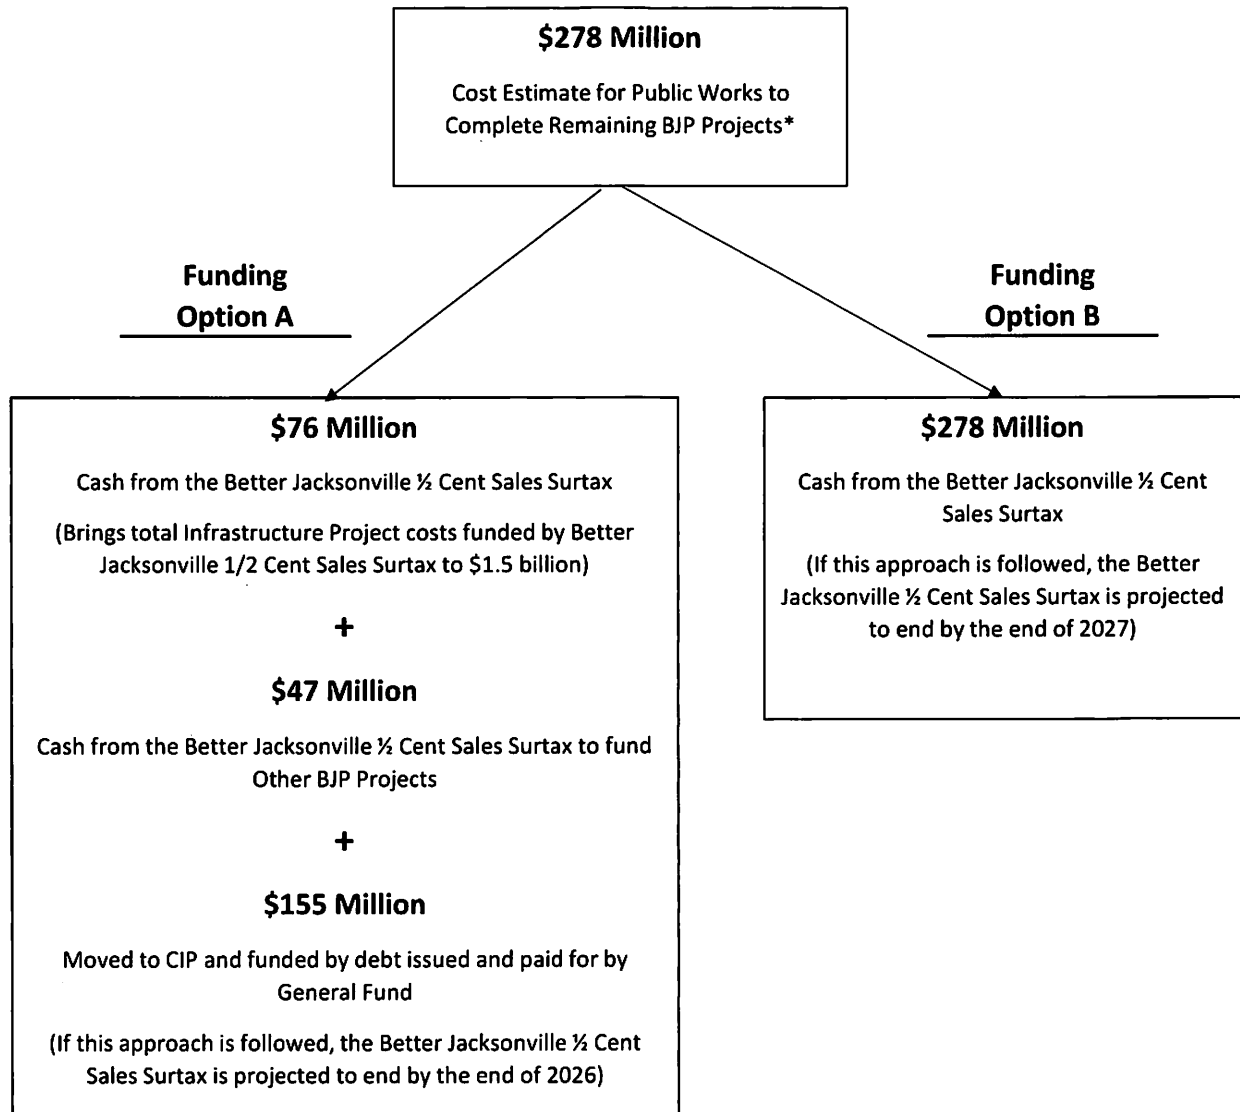 $278 Million
Cost Estimate for Public Works to
Complete Remaining BJP Projects*
Funding
Option A
Funding
Option B
$76 Million
Cash from the Better Jacksonville ½ Cent Sales Surtax
(Brings total Infrastructure Project costs funded by Better
Jacksonville 1/2 Cent Sales Surtax to $1.5 billion)
+
$47 Million
Cash from the Better Jacksonville ½ Cent Sales Surtax to fund
Other BJP Projects
+
$155 Million
Moved to CIP and funded by debt issued and paid for by
General Fund
(If this approach is followed, the Better Jacksonville ½ Cent
Sales Surtax is projected to end by the end of 2026)
$278 Million
Cash from the Better Jacksonville ½ Cent
Sales Surtax
(If this approach is followed, the Better
Jacksonville ½ Cent Sales Surtax is projected
to end by the end of 2027)